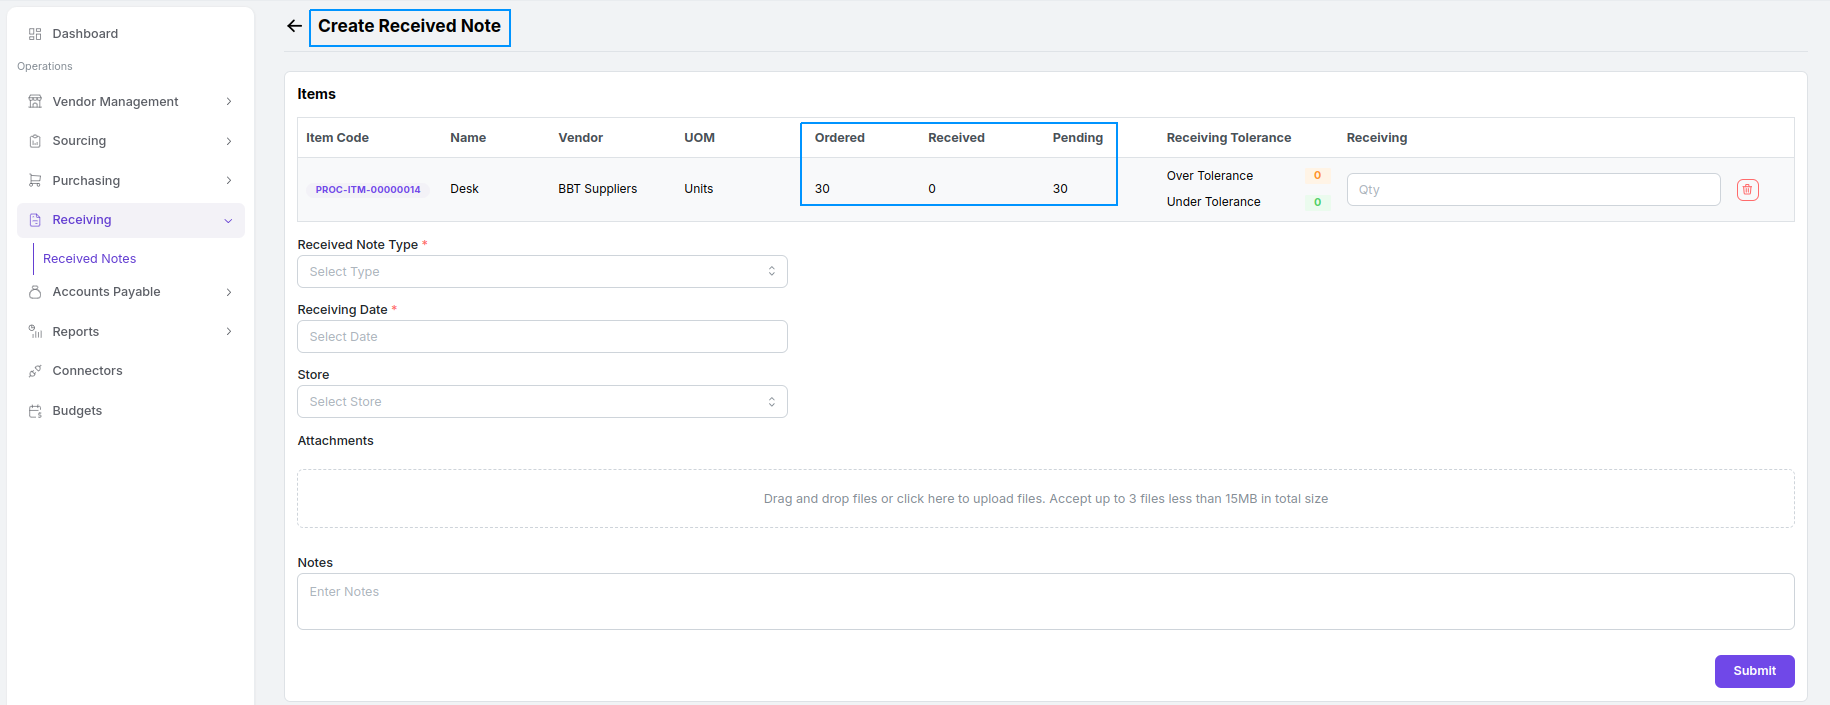 Dashboard
Operations
Vendor Management
Sourcing
Purchasing
Receiving
Received Notes
Accounts Payable
Reports
Connectors
Budgets
Create Received Note
Items
Item Code Name Vendor UOM Ordered Received Pending Receiving Tolerance Receiving
PROC-ITM-00000014 Desk BBT Suppliers Units 30 0 30 Over Tolerance 0 Qty
Under Tolerance 0
Received Note Type *
Select Type
Receiving Date *
Select Date
Store
Select Store
Attachments
Drag and drop files or click here to upload files. Accept up to 3 files less than 15MB in total size
Notes
Enter Notes
Submit